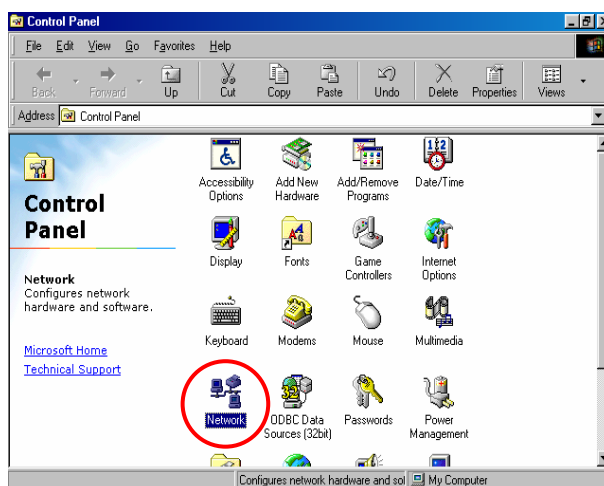 Control Panel
File Edit View Go Favorites Help
Back Forward Up Cut Copy Paste Undo Delete Properties Views
Address Control Panel
Control
Panel
Network
Configures network
hardware and software.
Microsoft Home
Technical Support
Accessibility
Options
Add New
Hardware
Add/Remove
Programs
Date/Time
Display
Fonts
Game
Controllers
Internet
Options
Keyboard
Modems
Mouse
Multimedia
Network
ODBC Data
Sources (32bit)
Passwords
Power
Management
Configures network hardware and sol
My Computer